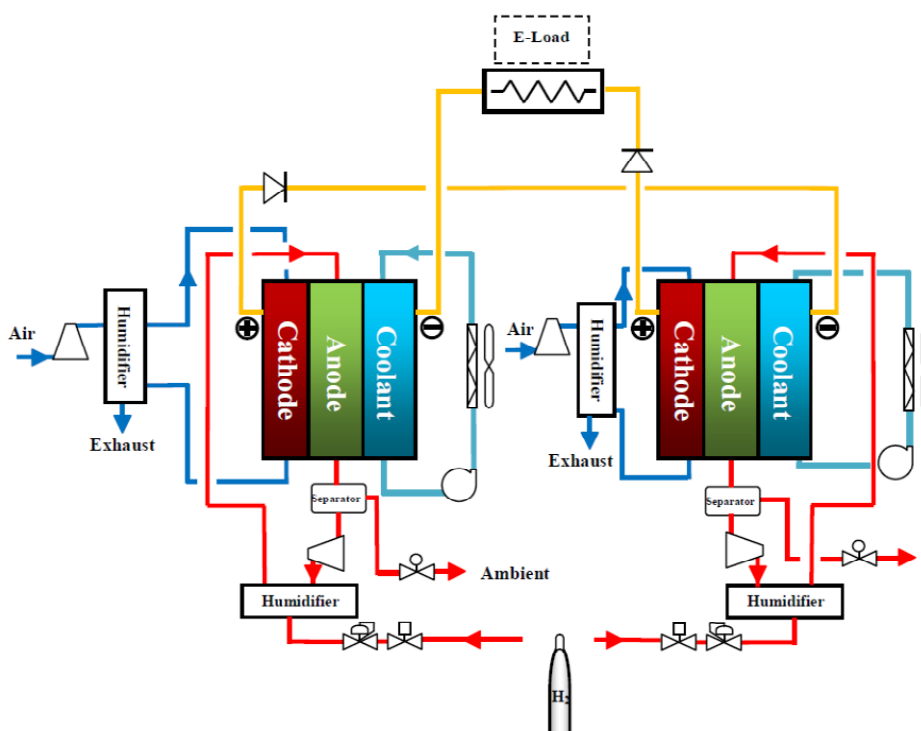 E-Load
Air
Humidifier
Exhaust
+
Cathode
Anode
Coolant
−
Separator
Humidifier
Ambient
Air
Humidifier
Exhaust
+
Cathode
Anode
Coolant
−
Separator
Humidifier
H2